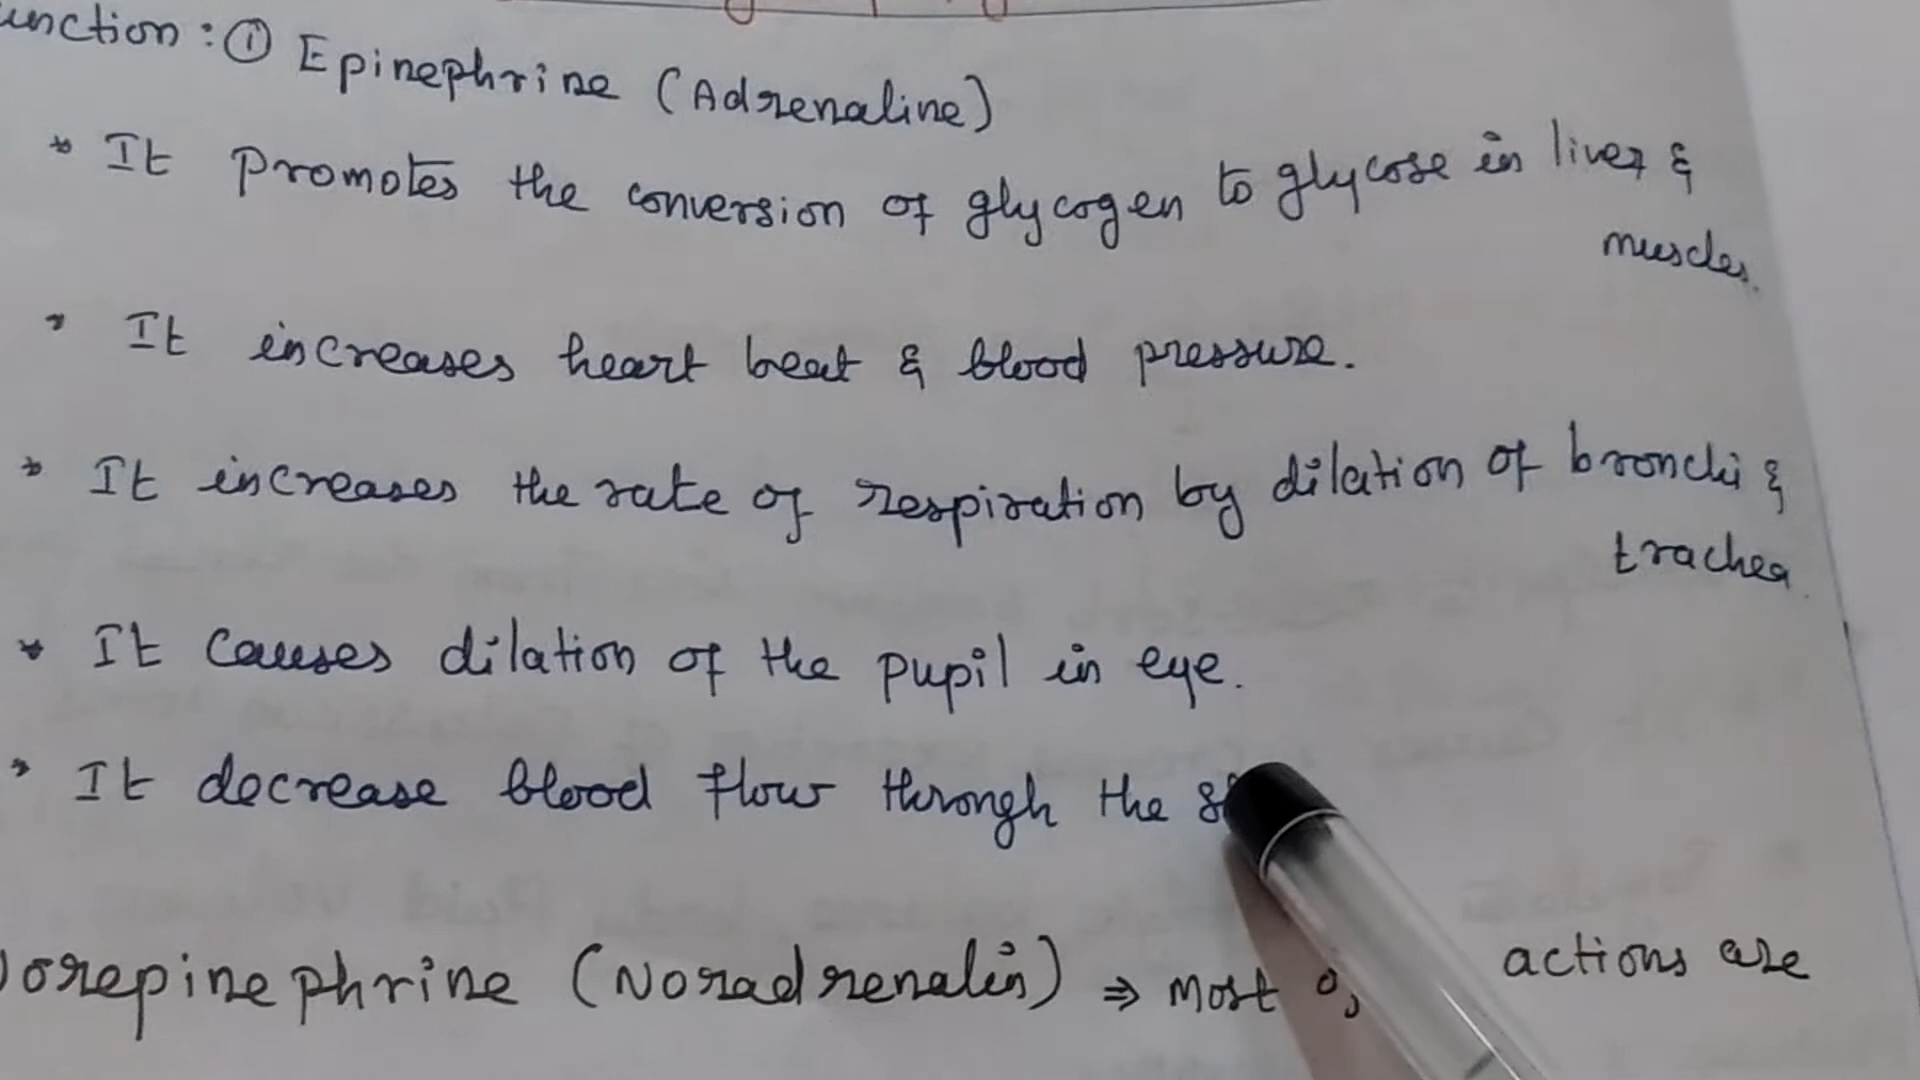 unction : ① Epinephrine (Adrenaline)
* It promotes the conversion of glycogen to glycose in liver &
muscles.
* It increases heart beat & blood pressure.
* It increases the rate of respiration by dilation of bronchi &
trachea.
* It causes dilation of the pupil in eye.
* It decrease blood flow through the
orepinephrine (Noradrenalin) ⇒ most actions are